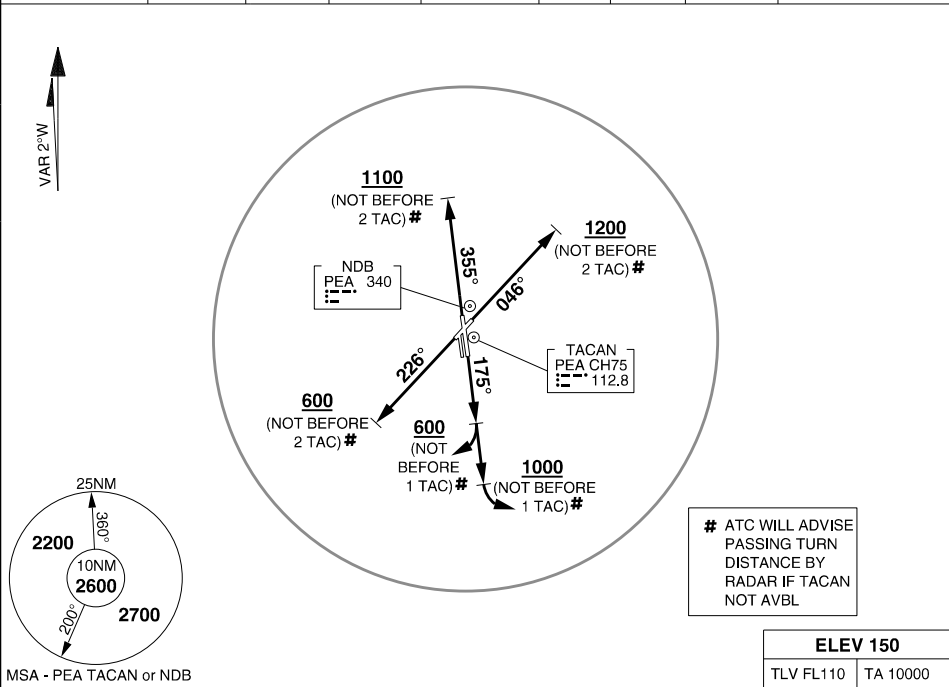 VAR 2°W
1100
(NOT BEFORE
2 TAC) #
1200
(NOT BEFORE
2 TAC) #
355°
046°
NDB
PEA 340
TACAN
PEA CH75
112.8
226°
175°
600
(NOT BEFORE
2 TAC) #
600
(NOT
BEFORE
1 TAC) #
1000
(NOT BEFORE
1 TAC) #
25NM
360°
2200
10NM
2600
2700
200°
MSA - PEA TACAN or NDB
# ATC WILL ADVISE
PASSING TURN
DISTANCE BY
RADAR IF TACAN
NOT AVBL
ELEV 150
TLV FL110 TA 10000